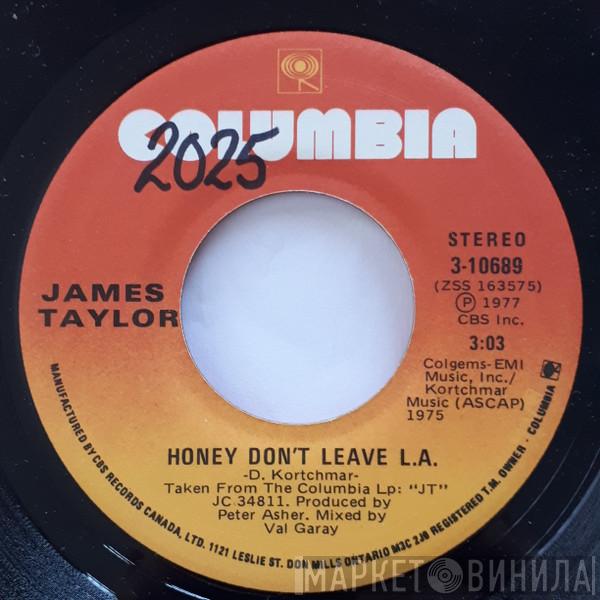 COLUMBIA
2025
STEREO
3-10689
(ZSS 163575)
Ⓟ 1977
CBS Inc.
3:03
Colgems-EMI
Music, Inc./
Kortchmar
Music (ASCAP)
1975
JAMES
TAYLOR
HONEY DON'T LEAVE L.A.
-D. Kortchmar-
Taken From The Columbia Lp: "JT"
JC 34811. Produced by
Peter Asher. Mixed by
Val Garay
MANUFACTURED BY CBS RECORDS CANADA, LTD. 1121 LESLIE ST. DON MILLS ONTARIO M3C 2J9 REGISTERED T.M. OWNER · COLUMBIA
МАРКЕТ ВИНИЛА